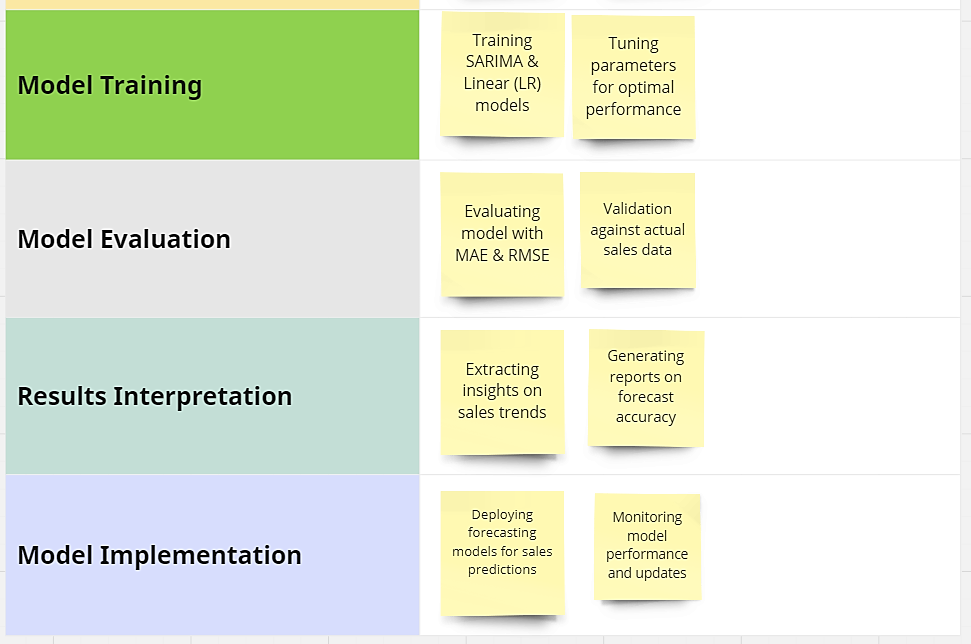 Model Training
Training
SARIMA &
Linear (LR)
models
Tuning
parameters
for optimal
performance
Model Evaluation
Evaluating
model with
MAE & RMSE
Validation
against actual
sales data
Results Interpretation
Extracting
insights on
sales trends
Generating
reports on
forecast
accuracy
Model Implementation
Deploying
forecasting
models for sales
predictions
Monitoring
model
performance
and updates